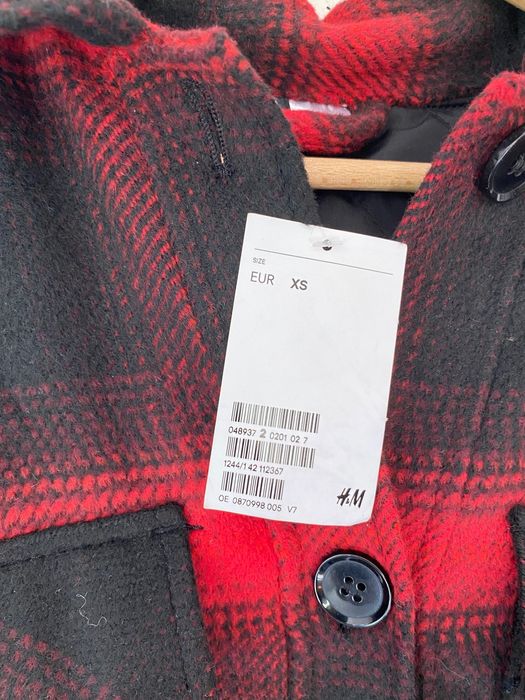 SIZE
EUR XS
048937 2 0201 02 7
1244/1 42 112367
OE 0870998 005 V7
H&M